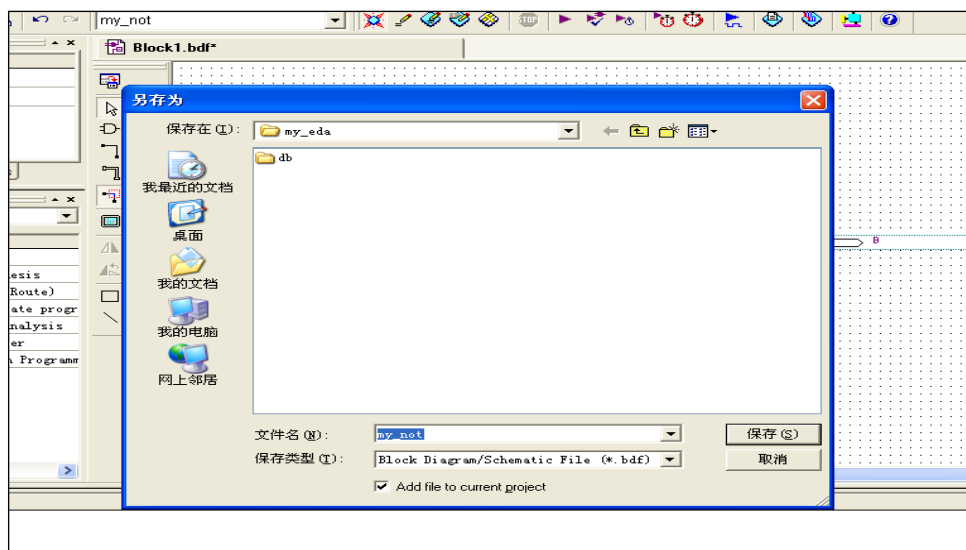 my_not
STOP
Block1.bdf*
另存为
保存在(I):
my_eda
db
我最近的文档
桌面
我的文档
我的电脑
网上邻居
文件名(N):
my_not
保存(S)
保存类型(T):
Block Diagram/Schematic File (*.bdf)
取消
Add file to current project
B
esis
Route)
ate progr
nalysis
er
Programm